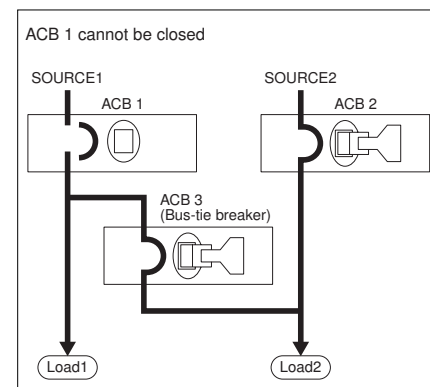 ACB 1 cannot be closed
SOURCE1
SOURCE2
ACB 1
ACB 2
ACB 3
(Bus-tie breaker)
Load1
Load2